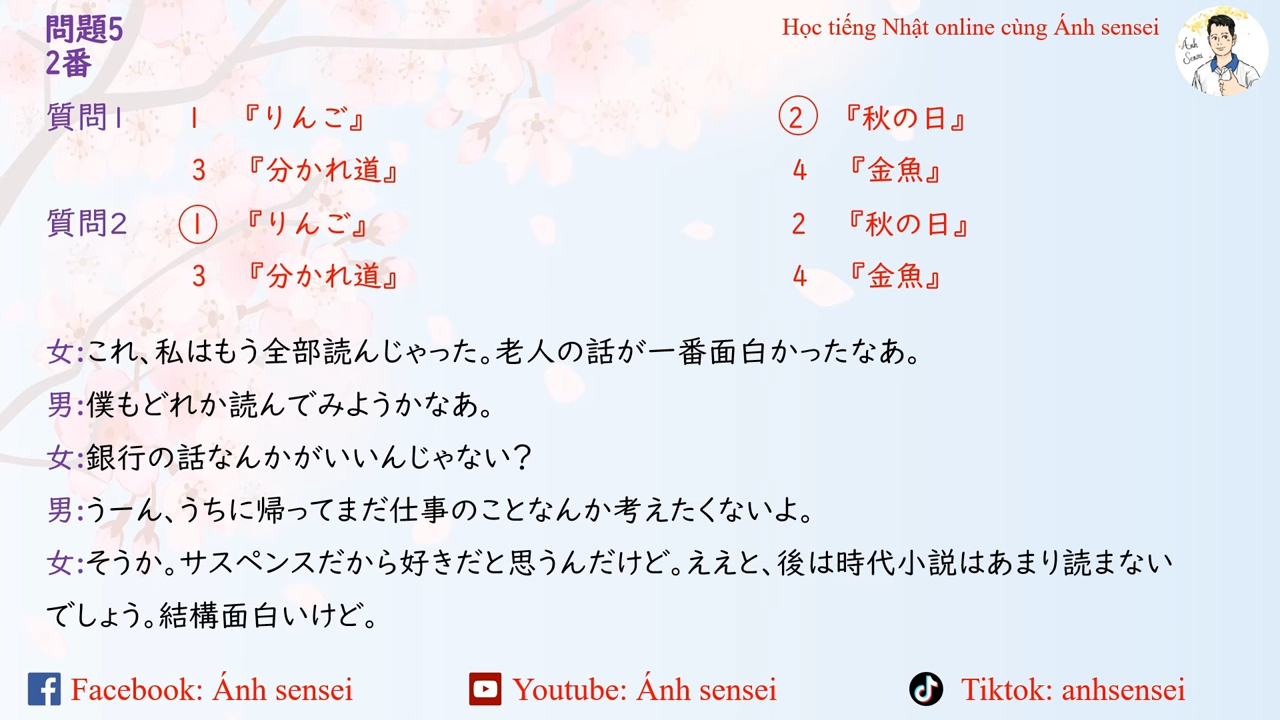 問題5
2番
Học tiếng Nhật online cùng Ánh sensei
Anh Sensei
質問1 1 『りんご』 ② 『秋の日』
3 『分かれ道』 4 『金魚』
質問2 ① 『りんご』 2 『秋の日』
3 『分かれ道』 4 『金魚』
女:これ、私はもう全部読んじゃった。老人の話が一番面白かったなあ。
男:僕もどれか読んでみようかなあ。
女:銀行の話なんかがいいんじゃない?
男:うーん、うちに帰ってまだ仕事のことなんか考えたくないよ。
女:そうか。サスペンスだから好きだと思うんだけど。ええと、後は時代小説はあまり読まない
でしょう。結構面白いけど。
Facebook: Ánh sensei Youtube: Ánh sensei Tiktok: anhsensei